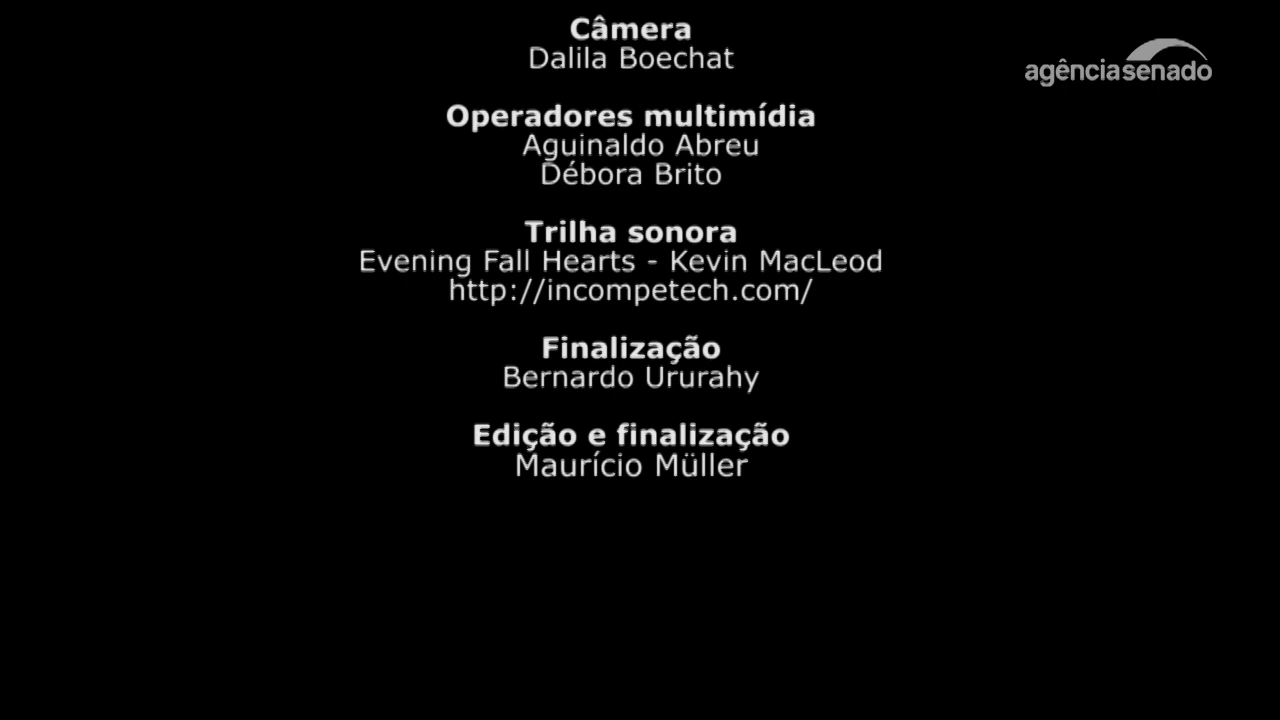 Câmera
Dalila Boechat
agênciasenado
Operadores multimídia
Aguinaldo Abreu
Débora Brito
Trilha sonora
Evening Fall Hearts - Kevin MacLeod
http://incompetech.com/
Finalização
Bernardo Ururahy
Edição e finalização
Maurício Müller